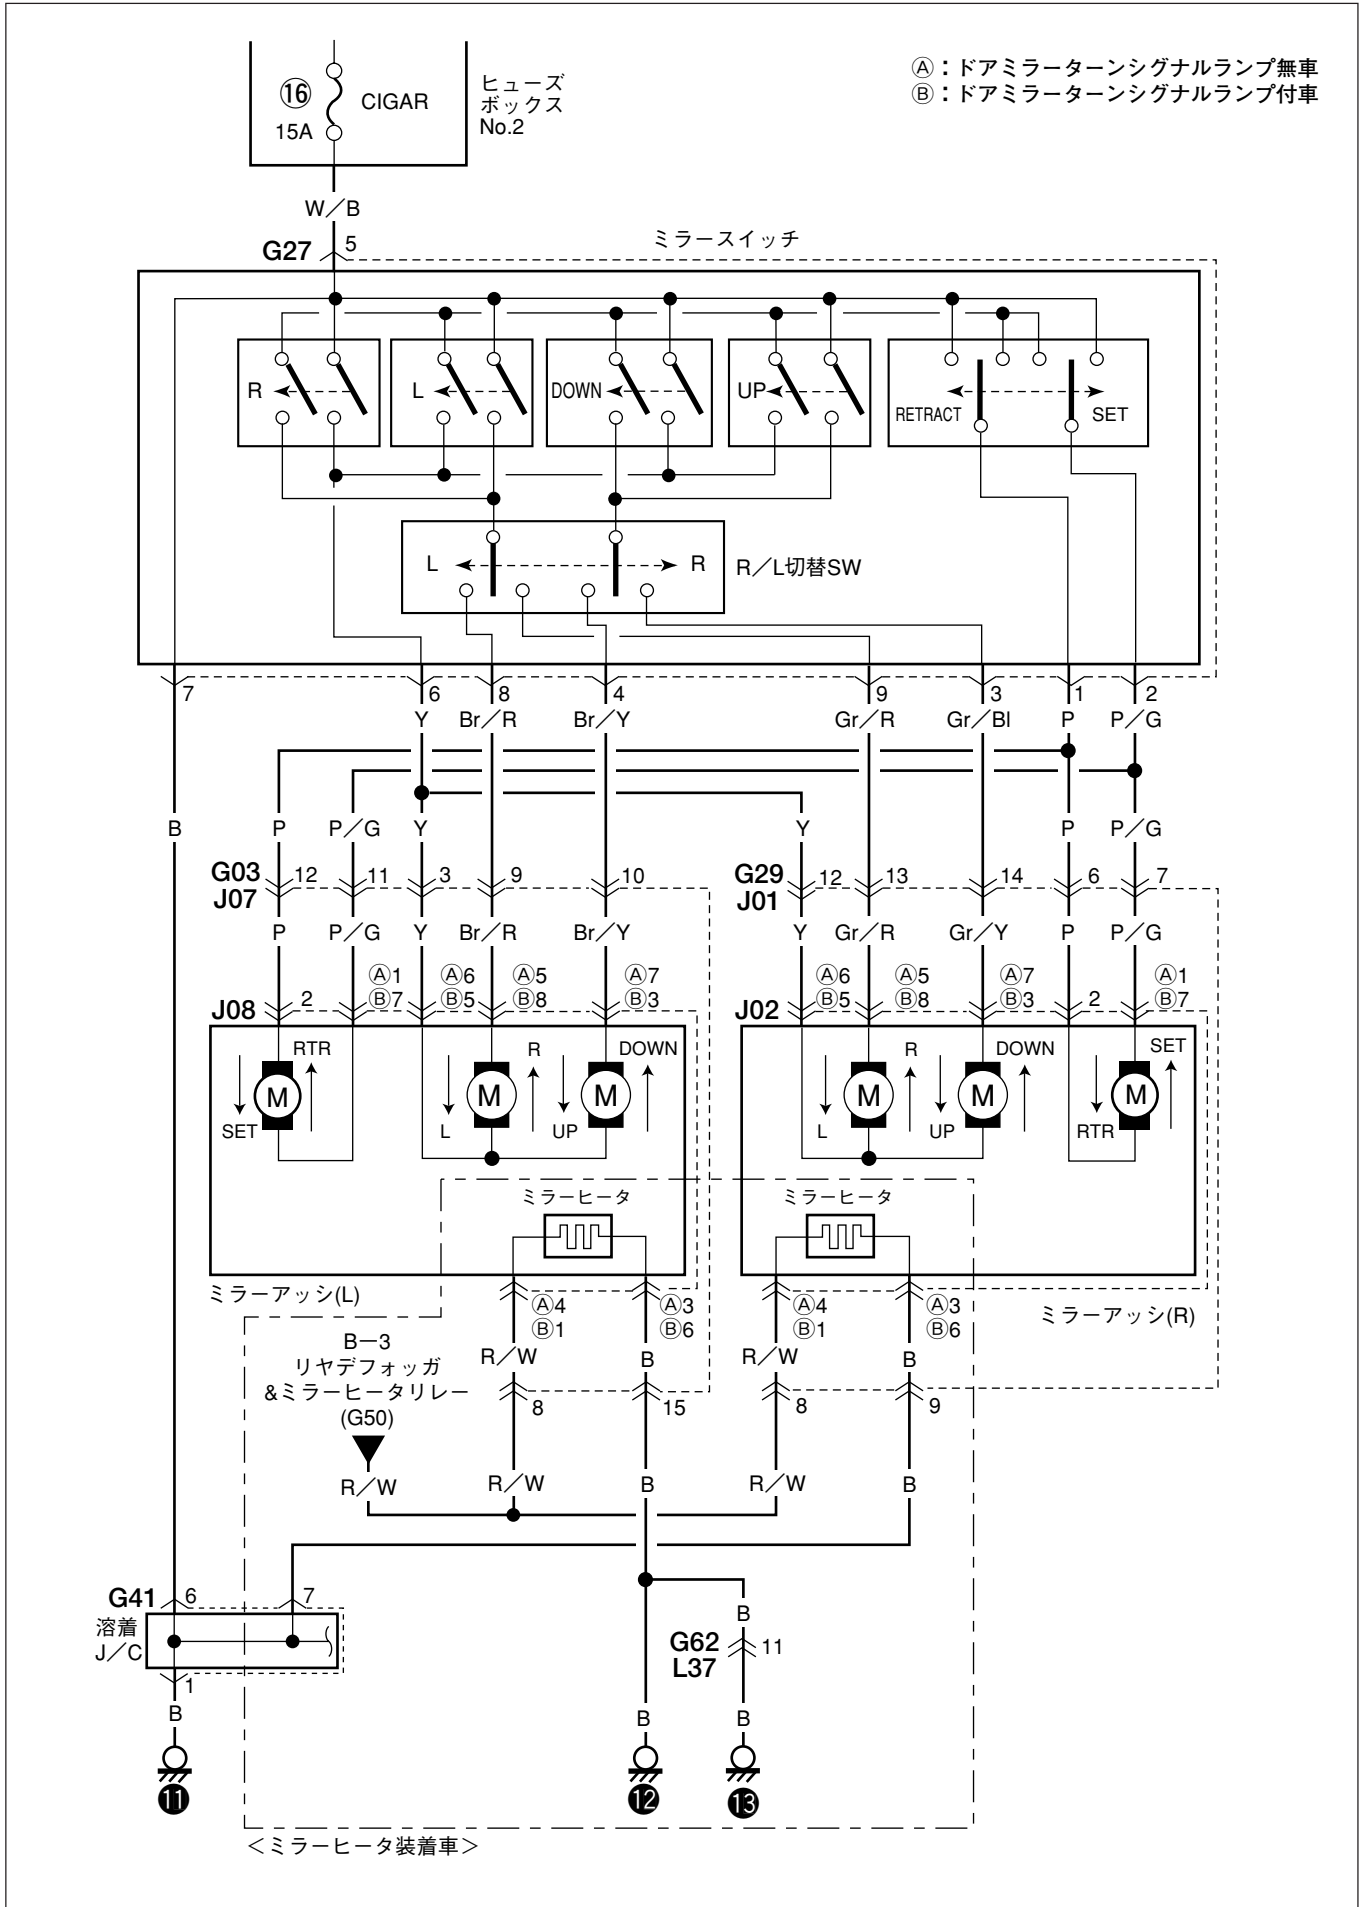 Ⓐ：ドアミラーターンシグナルランプ無車
Ⓑ：ドアミラーターンシグナルランプ付車
⑯ CIGAR
15A
ヒューズ
ボックス
No.2
W／B
G27 5
ミラースイッチ
R L DOWN UP RETRACT SET
L R R／L切替SW
7 6 8 4 9 3 1 2
Y Br／R Br／Y Gr／R Gr／Bl P P／G
B P P／G Y Y P P／G
G03 12 11 3 9 10 G29 12 13 14 6 7
J07 J01
P P／G Y Br／R Br／Y Y Gr／R Gr／Y P P／G
Ⓐ1 Ⓐ6 Ⓐ5 Ⓐ7 Ⓐ6 Ⓐ5 Ⓐ7 Ⓐ1
J08 2 Ⓑ7 Ⓑ5 Ⓑ8 Ⓑ3 J02 Ⓑ5 Ⓑ8 Ⓑ3 2 Ⓑ7
RTR R DOWN R DOWN SET
M M M M M M
SET L UP L UP RTR
ミラーヒータ ミラーヒータ
ミラーアッシ(L) Ⓐ4 Ⓐ3 Ⓐ4 Ⓐ3 ミラーアッシ(R)
Ⓑ1 Ⓑ6 Ⓑ1 Ⓑ6
B－3
リヤデフォッガ
&ミラーヒータリレー
(G50)
R／W B R／W B
8 15 8 9
R／W R／W B R／W B
G41 6 7
溶着
J／C
1
B
B
G62 11
L37
B B
⓫ ⓬ ⓭
＜ミラーヒータ装着車＞